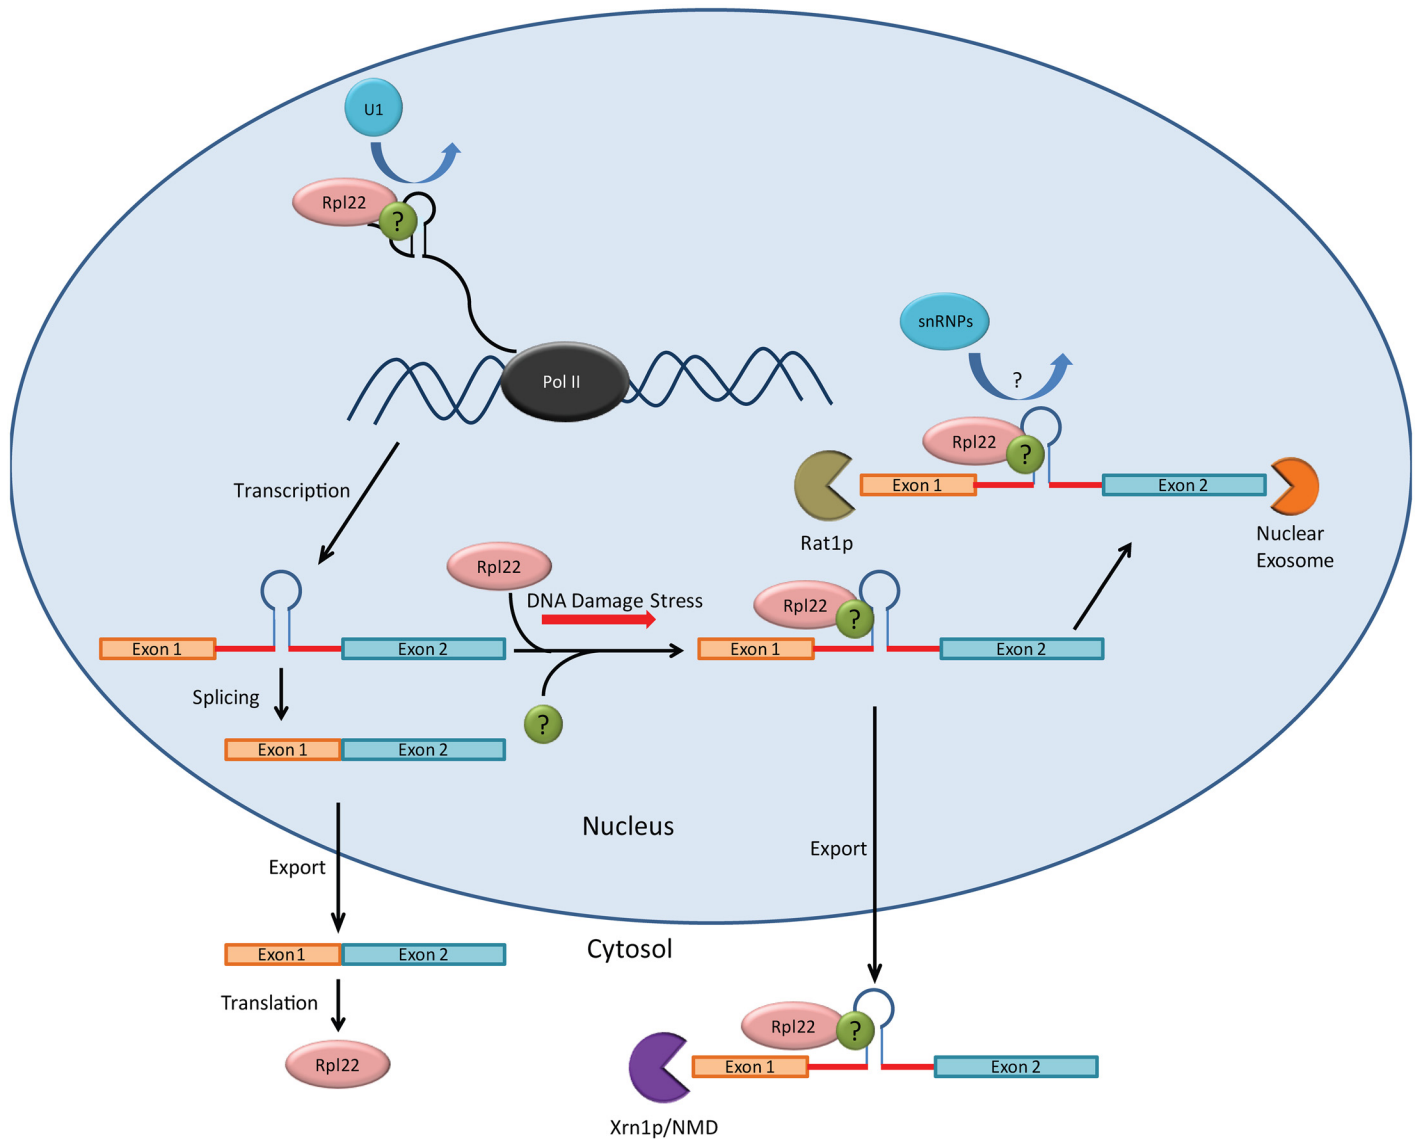 U1
Rpl22
?
Pol II
snRNPs
?
Rpl22
?
Exon 1
Exon 2
Rat1p
Nuclear
Exosome
Transcription
Rpl22
DNA Damage Stress
Exon 1
Exon 2
?
Rpl22
?
Exon 1
Exon 2
Splicing
Exon 1
Exon 2
Nucleus
Export
Export
Cytosol
Exon1
Exon 2
Translation
Rpl22
Rpl22
?
Exon 1
Exon 2
Xrn1p/NMD